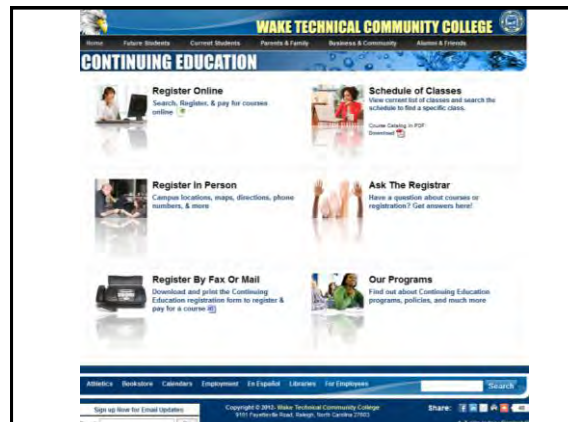 WAKE TECHNICAL COMMUNITY COLLEGE
Home Future Students Current Students Parents & Family Business & Community Alumni & Friends
CONTINUING EDUCATION
Register Online
Search, Register, & pay for courses
online
Schedule of Classes
View current list of classes and search the
schedule to find a specific class.
Course Catalog in PDF
Download
Register In Person
Campus locations, maps, directions, phone
numbers, & more
Ask The Registrar
Have a question about courses or
registration? Get answers here!
Register By Fax Or Mail
Download and print the Continuing
Education registration form to register &
pay for a course
Our Programs
Find out about Continuing Education
programs, policies, and much more
Athletics Bookstore Calendars Employment En Español Libraries For Employees
Search
Sign up Now for Email Updates
Copyright © 2012- Wake Technical Community College
9101 Fayetteville Road, Raleigh, North Carolina 27603
Share: